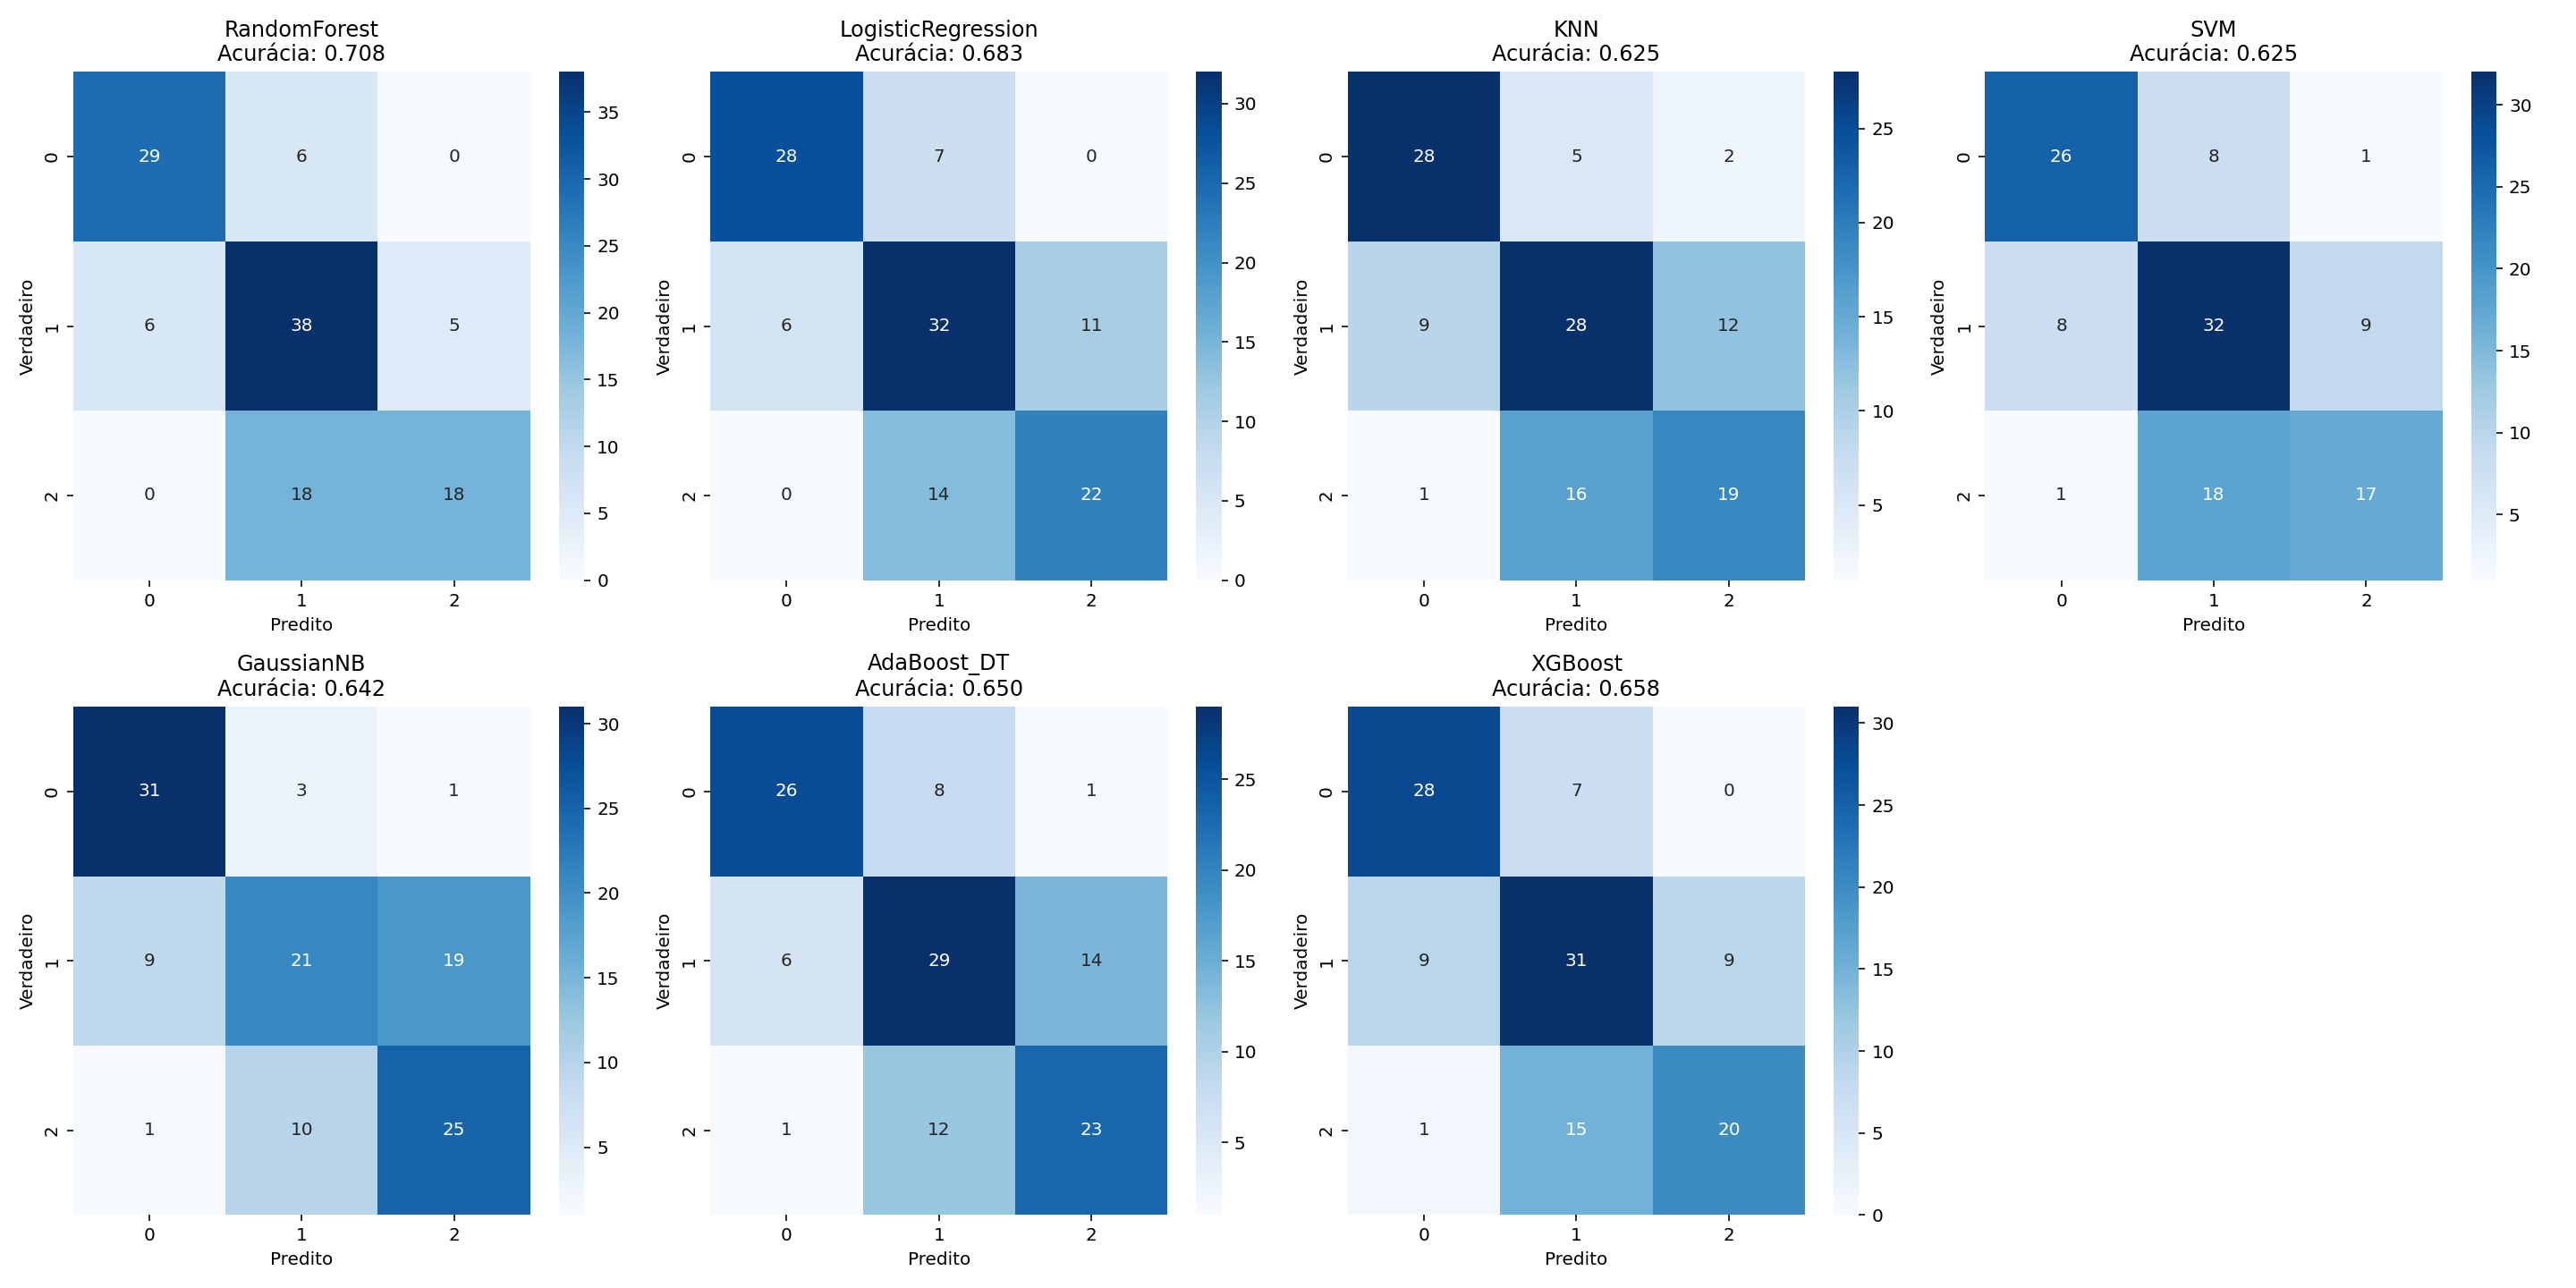 RandomForest
Acurácia: 0.708
29 6 0
6 38 5
0 18 18
0 1 2
0 1 2
Verdadeiro
Predito
35
30
25
20
15
10
5
0
LogisticRegression
Acurácia: 0.683
28 7 0
6 32 11
0 14 22
0 1 2
0 1 2
Verdadeiro
Predito
30
25
20
15
10
5
0
KNN
Acurácia: 0.625
28 5 2
9 28 12
1 16 19
0 1 2
0 1 2
Verdadeiro
Predito
25
20
15
10
5
SVM
Acurácia: 0.625
26 8 1
8 32 9
1 18 17
0 1 2
0 1 2
Verdadeiro
Predito
30
25
20
15
10
5
GaussianNB
Acurácia: 0.642
31 3 1
9 21 19
1 10 25
0 1 2
0 1 2
Verdadeiro
Predito
30
25
20
15
10
5
AdaBoost_DT
Acurácia: 0.650
26 8 1
6 29 14
1 12 23
0 1 2
0 1 2
Verdadeiro
Predito
25
20
15
10
5
XGBoost
Acurácia: 0.658
28 7 0
9 31 9
1 15 20
0 1 2
0 1 2
Verdadeiro
Predito
30
25
20
15
10
5
0